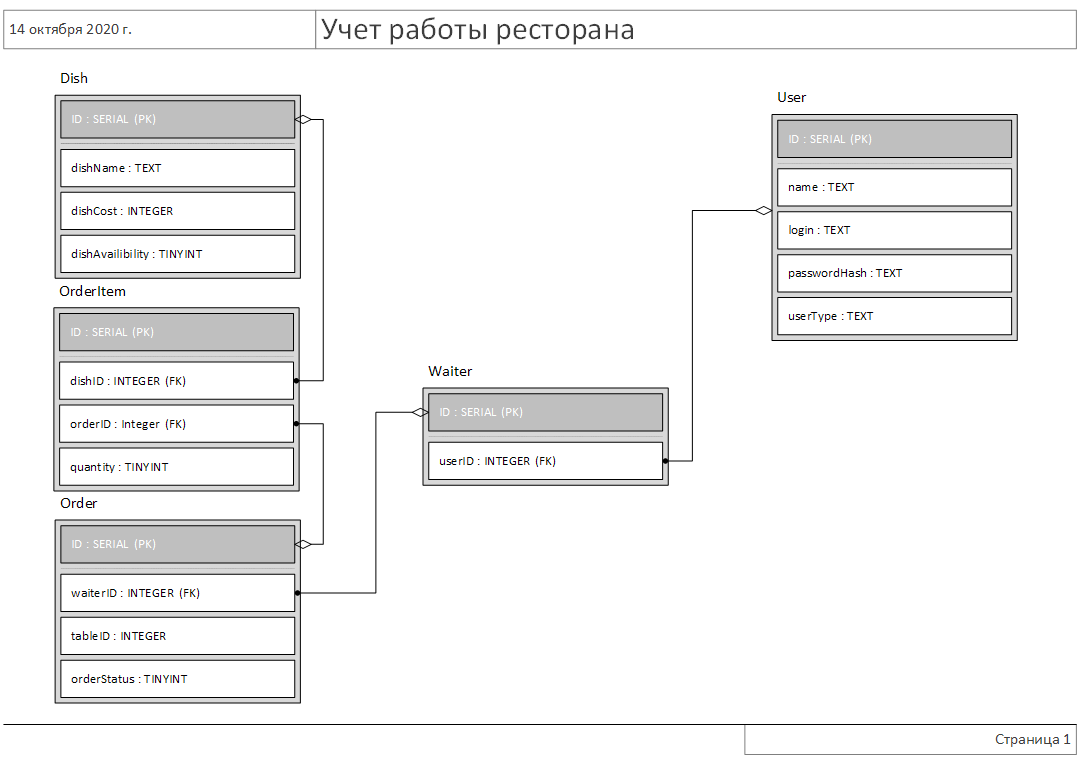 14 октября 2020 г.
Учет работы ресторана
Dish
ID : SERIAL (PK)
dishName : TEXT
dishCost : INTEGER
dishAvailibility : TINYINT
OrderItem
ID : SERIAL (PK)
dishID : INTEGER (FK)
orderID : Integer (FK)
quantity : TINYINT
Order
ID : SERIAL (PK)
waiterID : INTEGER (FK)
tableID : INTEGER
orderStatus : TINYINT
Waiter
ID : SERIAL (PK)
userID : INTEGER (FK)
User
ID : SERIAL (PK)
name : TEXT
login : TEXT
passwordHash : TEXT
userType : TEXT
Страница 1